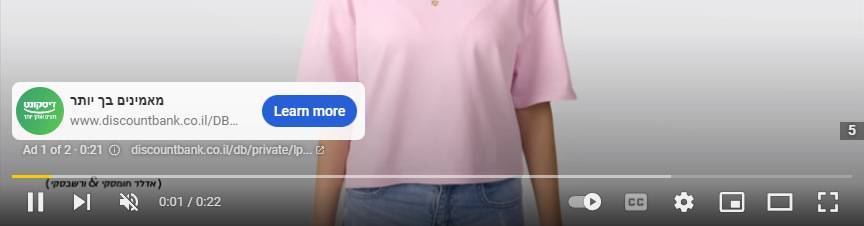 דיסקונט
מאמינים בך יותר
www.discountbank.co.il/DB...
Learn more
5
Ad 1 of 2 · 0:21
discountbank.co.il/db/private/lp...
(אדלר חומסקי & ורשבסקי)
0:01 / 0:22
CC